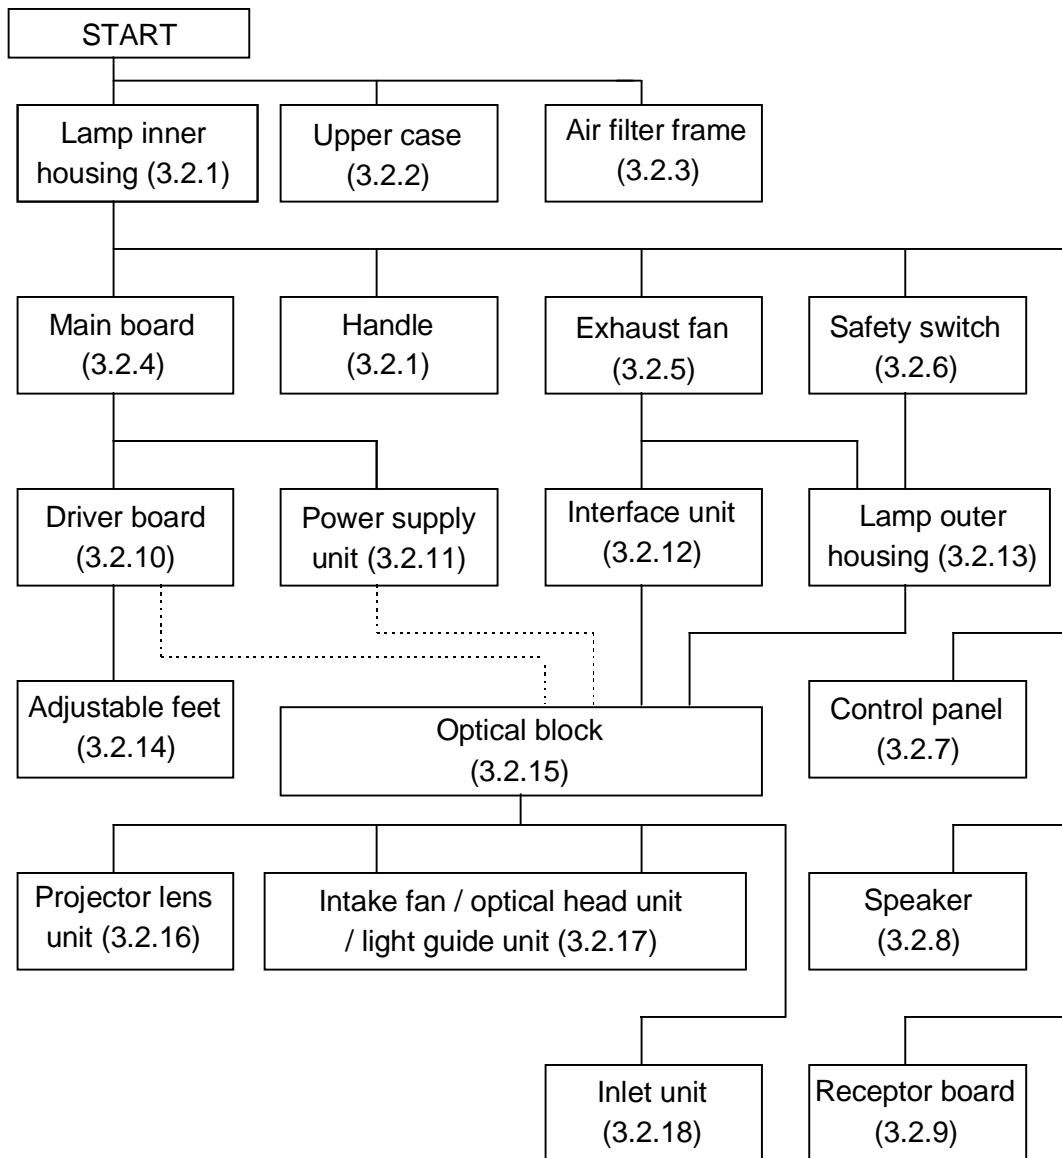 START
Lamp inner
housing (3.2.1)
Upper case
(3.2.2)
Air filter frame
(3.2.3)
Main board
(3.2.4)
Handle
(3.2.1)
Exhaust fan
(3.2.5)
Safety switch
(3.2.6)
Driver board
(3.2.10)
Power supply
unit (3.2.11)
Interface unit
(3.2.12)
Lamp outer
housing (3.2.13)
Adjustable feet
(3.2.14)
Optical block
(3.2.15)
Control panel
(3.2.7)
Projector lens
unit (3.2.16)
Intake fan / optical head unit
/ light guide unit (3.2.17)
Speaker
(3.2.8)
Inlet unit
(3.2.18)
Receptor board
(3.2.9)